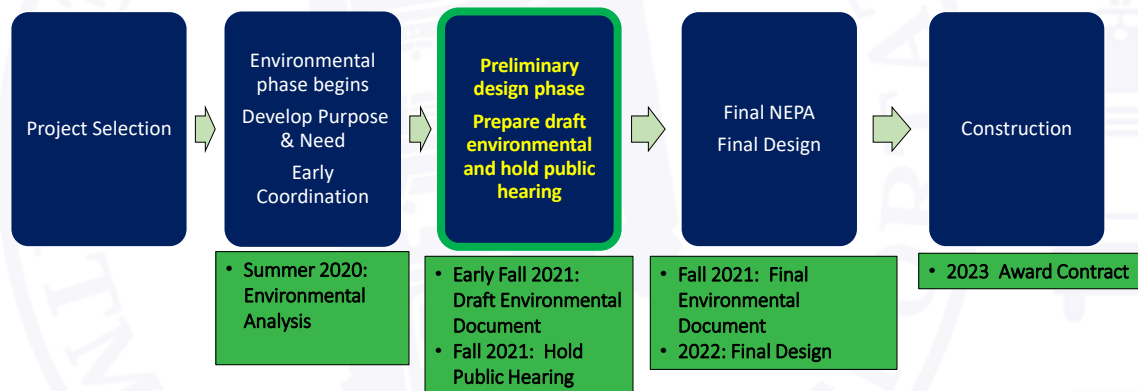 Project Selection
Environmental
phase begins
Develop Purpose
& Need
Early
Coordination
Preliminary
design phase
Prepare draft
environmental
and hold public
hearing
Final NEPA
Final Design
Construction
• Summer 2020:
Environmental
Analysis
• Early Fall 2021:
Draft Environmental
Document
• Fall 2021: Hold
Public Hearing
• Fall 2021: Final
Environmental
Document
• 2022: Final Design
• 2023 Award Contract